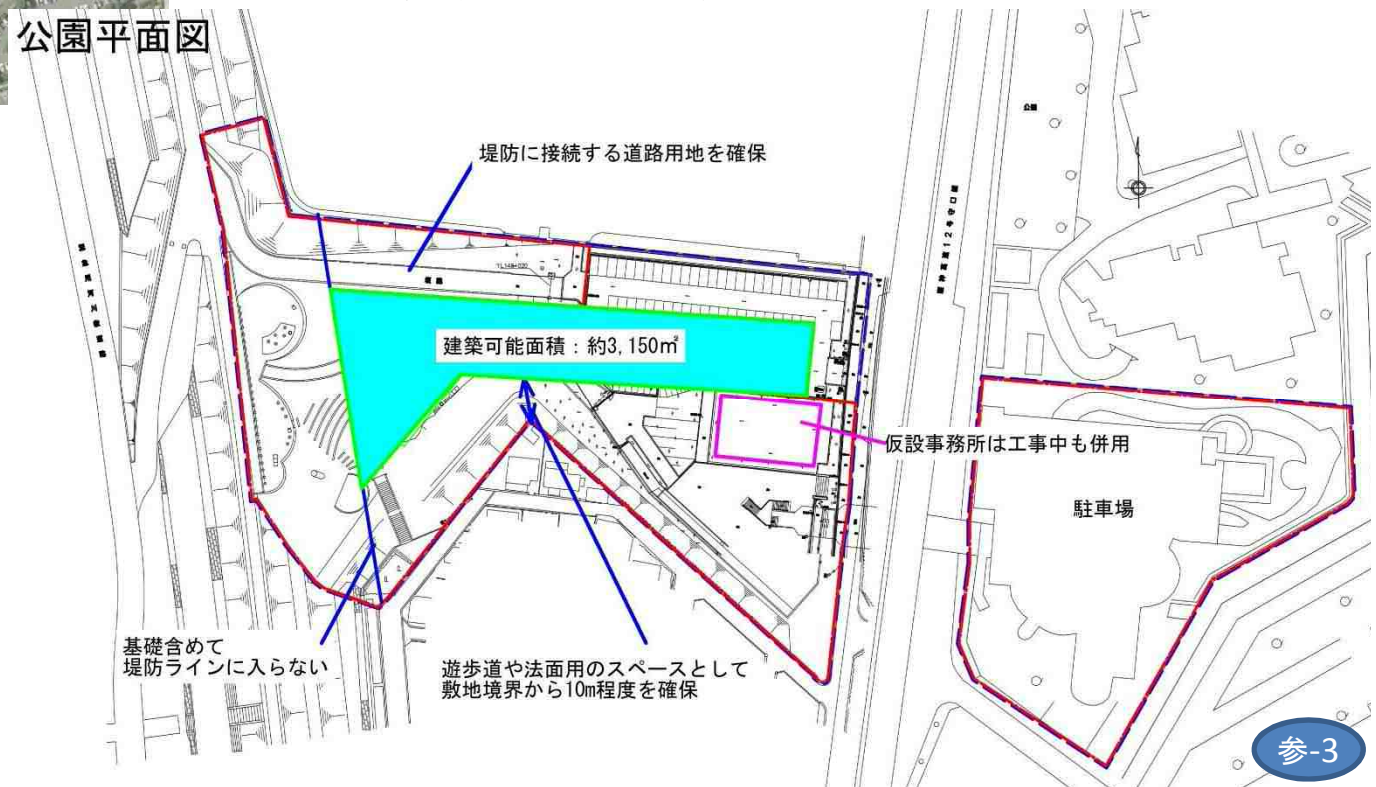 公園平面図
堤防に接続する道路用地を確保
公園
坂路
建築可能面積：約3,150㎡
仮設事務所は工事中も併用
駐車場
基礎含めて
堤防ラインに入らない
遊歩道や法面用のスペースとして
敷地境界から10m程度を確保
参-3